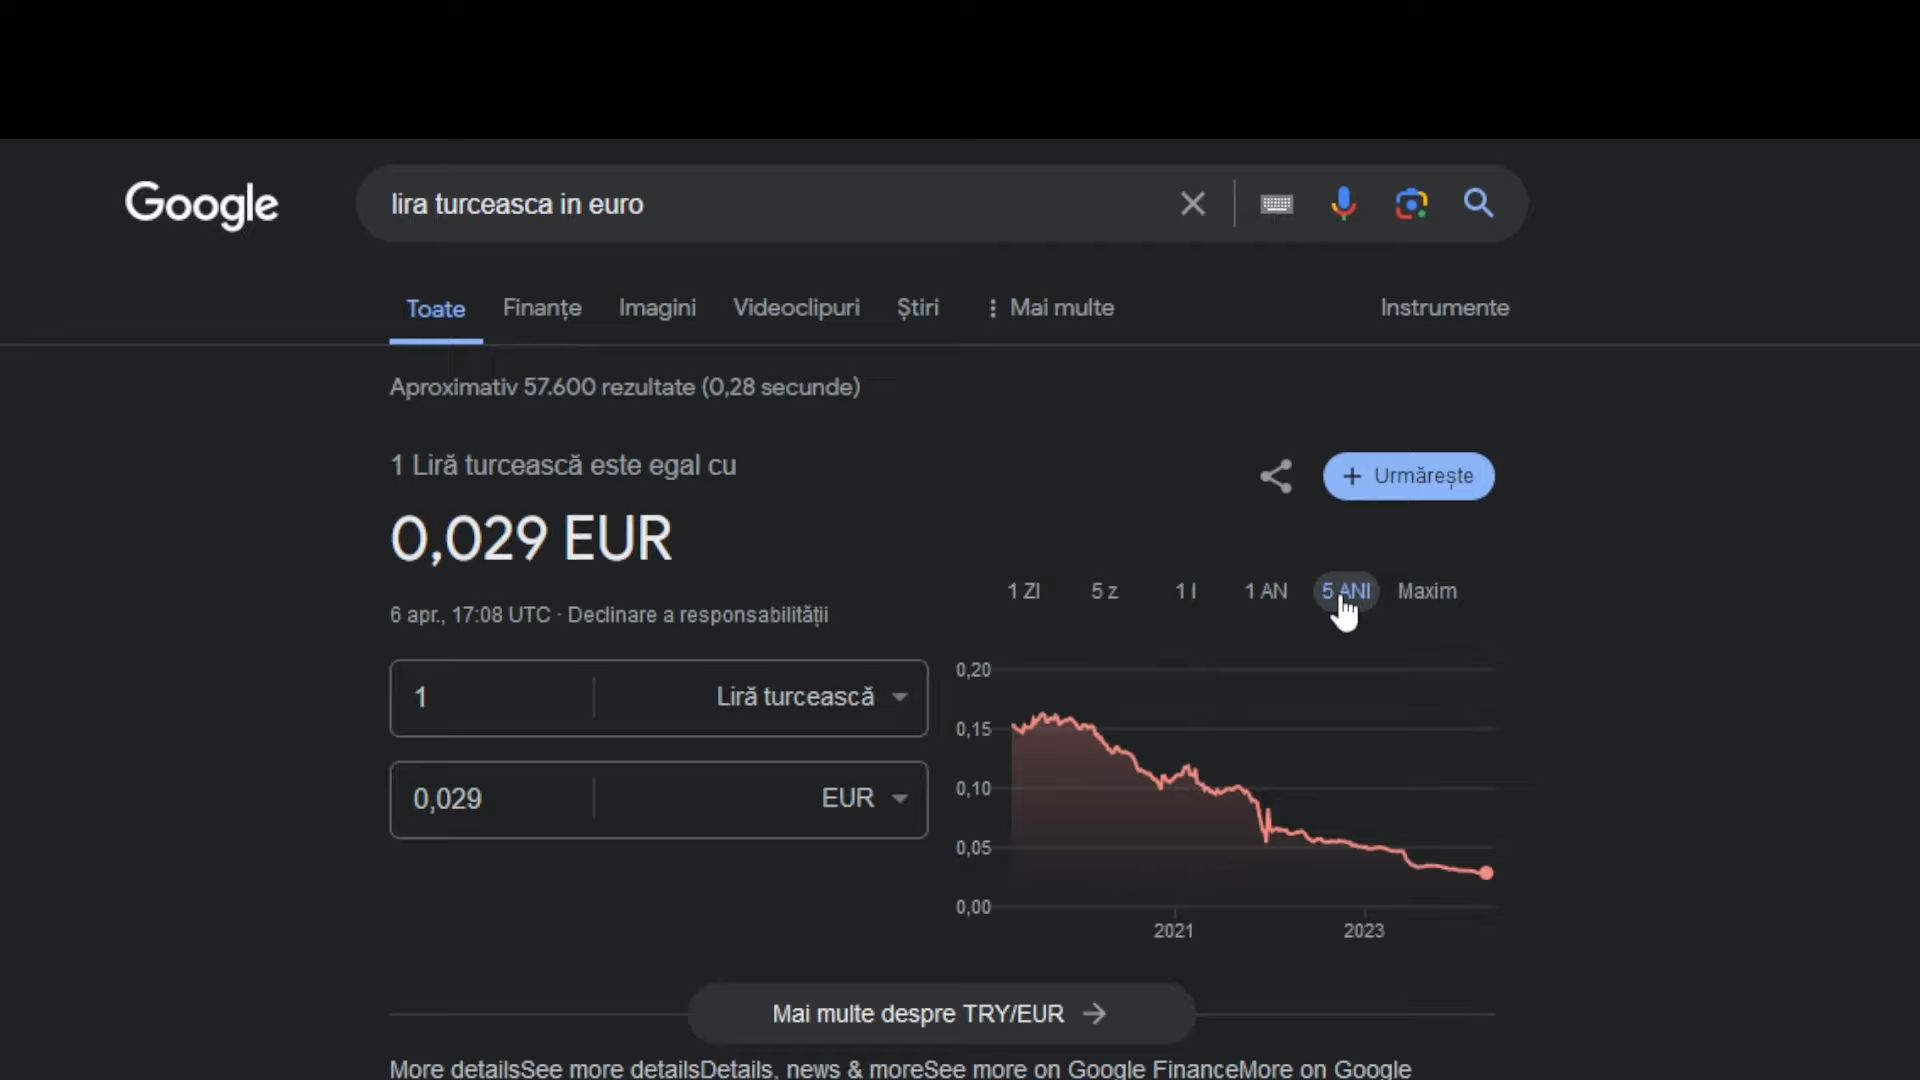 Google
lira turceasca in euro
Toate Finanțe Imagini Videoclipuri Știri Mai multe Instrumente
Aproximativ 57.600 rezultate (0,28 secunde)
1 Liră turcească este egal cu
+ Urmărește
0,029 EUR
1 ZI 5 z 1 l 1 AN 5 ANI Maxim
6 apr., 17:08 UTC · Declinare a responsabilității
1 Liră turcească
0,029 EUR
0,20
0,15
0,10
0,05
0,00
2021 2023
Mai multe despre TRY/EUR
More detailsSee more detailsDetails, news & moreSee more on Google FinanceMore on Google